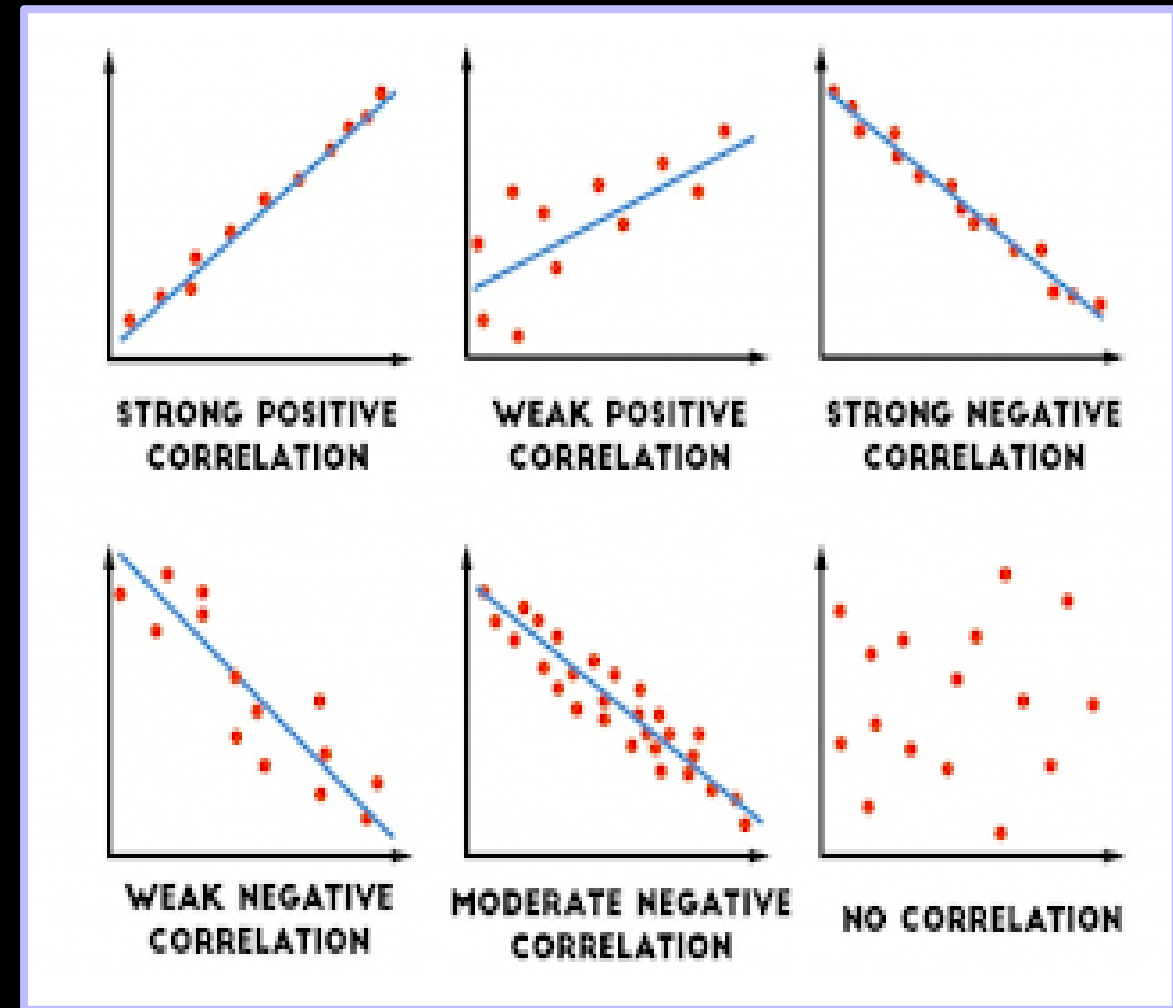 STRONG POSITIVE
CORRELATION
WEAK POSITIVE
CORRELATION
STRONG NEGATIVE
CORRELATION
WEAK NEGATIVE
CORRELATION
MODERATE NEGATIVE
CORRELATION
NO CORRELATION